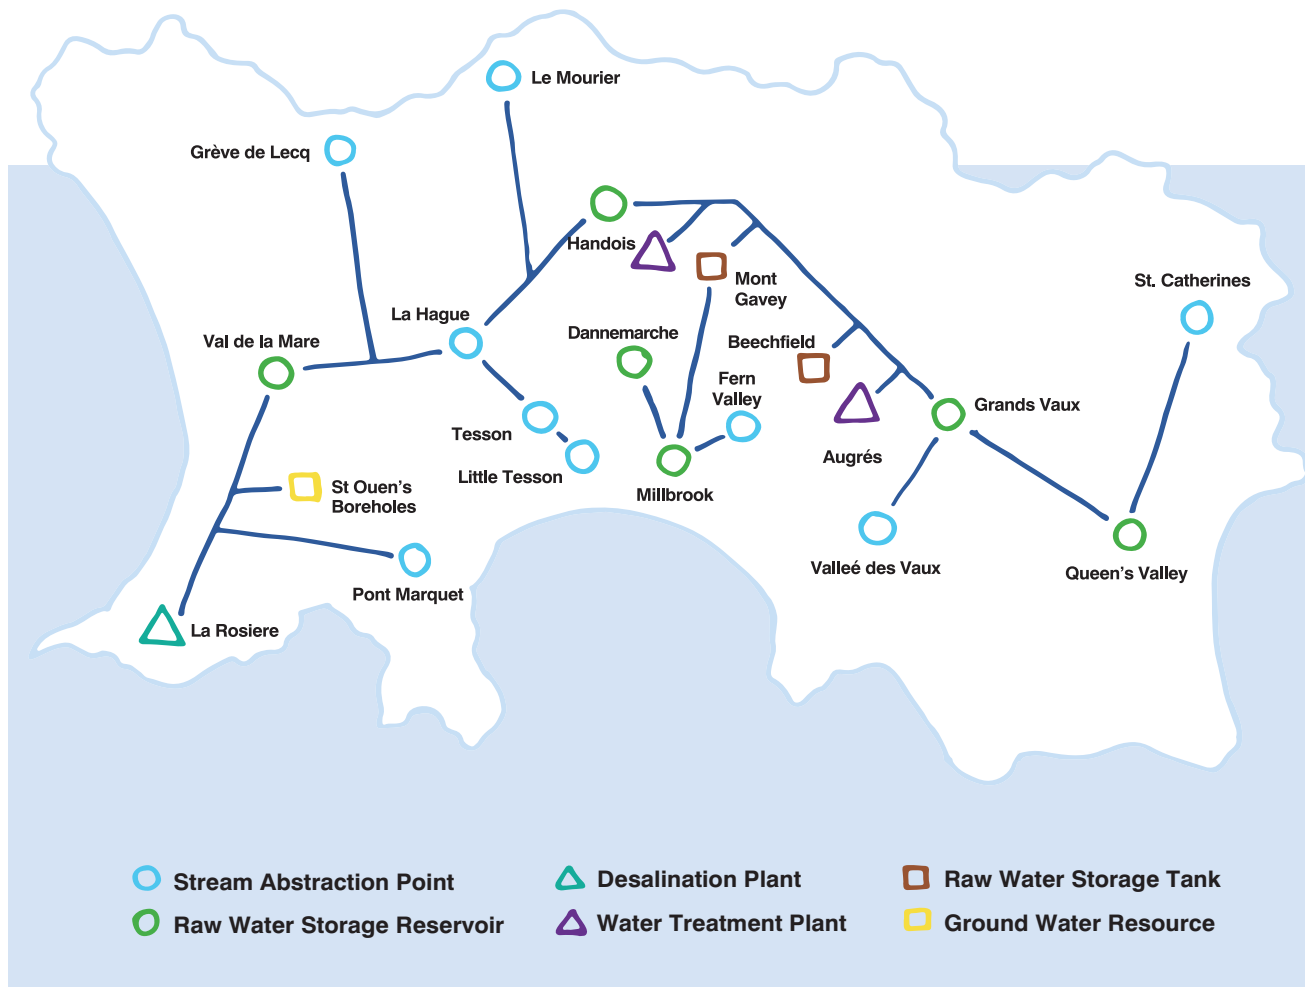 Le Mourier
Grève de Lecq
Handois
Mont
Gavey
St. Catherines
La Hague
Val de la Mare
Dannemarche
Beechfield
Fern
Valley
Grands Vaux
Tesson
Augrés
Little Tesson
St Ouen's
Boreholes
Millbrook
Valleé des Vaux
Queen's Valley
Pont Marquet
La Rosiere
Stream Abstraction Point
Desalination Plant
Raw Water Storage Tank
Raw Water Storage Reservoir
Water Treatment Plant
Ground Water Resource